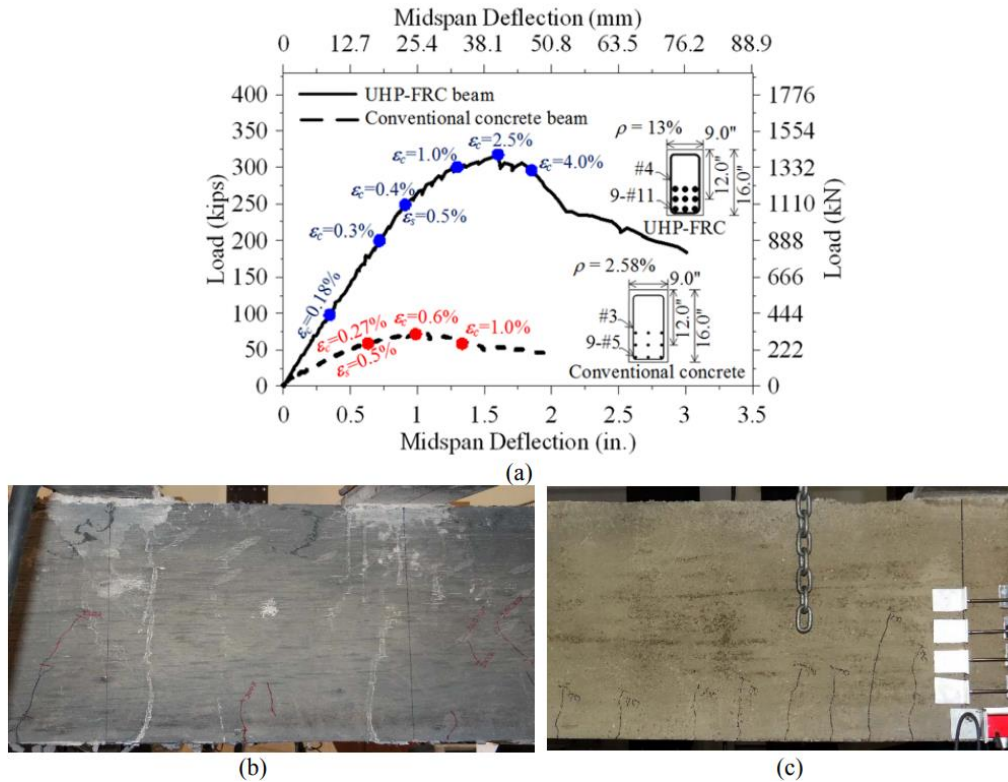 Midspan Deflection (mm)
0 12.7 25.4 38.1 50.8 63.5 76.2 88.9
UHP-FRC beam
Conventional concrete beam
Load (kips)
400
350
300
250
200
150
100
50
0
Load (kN)
1776
1554
1332
1110
888
666
444
222
0
εc=0.18%
εc=0.3%
εc=0.4%
εs=0.5%
εc=1.0%
εc=2.5%
εc=4.0%
εc=0.27%
εs=0.5%
εc=0.6%
εc=1.0%
ρ = 13%
9.0"
#4
9-#11
12.0"
16.0"
UHP-FRC
ρ = 2.58%
9.0"
#3
9-#5
12.0"
16.0"
Conventional concrete
0 0.5 1 1.5 2 2.5 3 3.5
Midspan Deflection (in.)
(a)
(b)
(c)